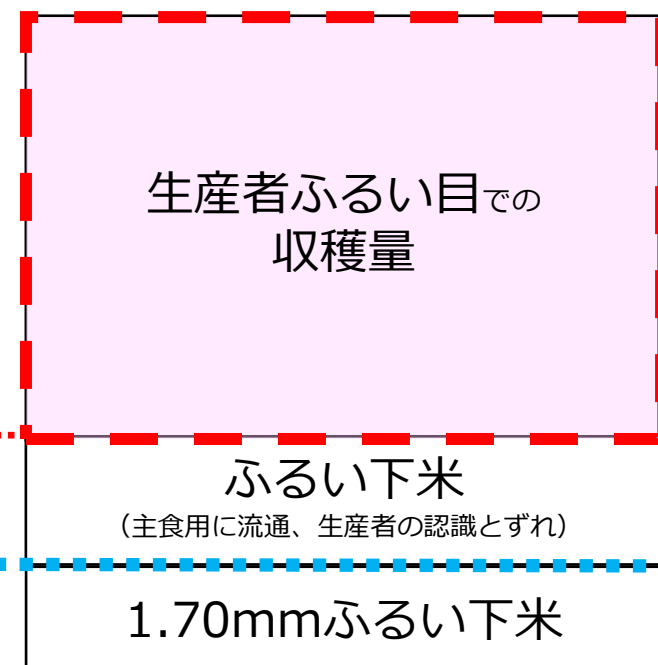 生産者ふるい目での
収穫量
ふるい下米
（主食用に流通、生産者の認識とずれ）
1.70mmふるい下米